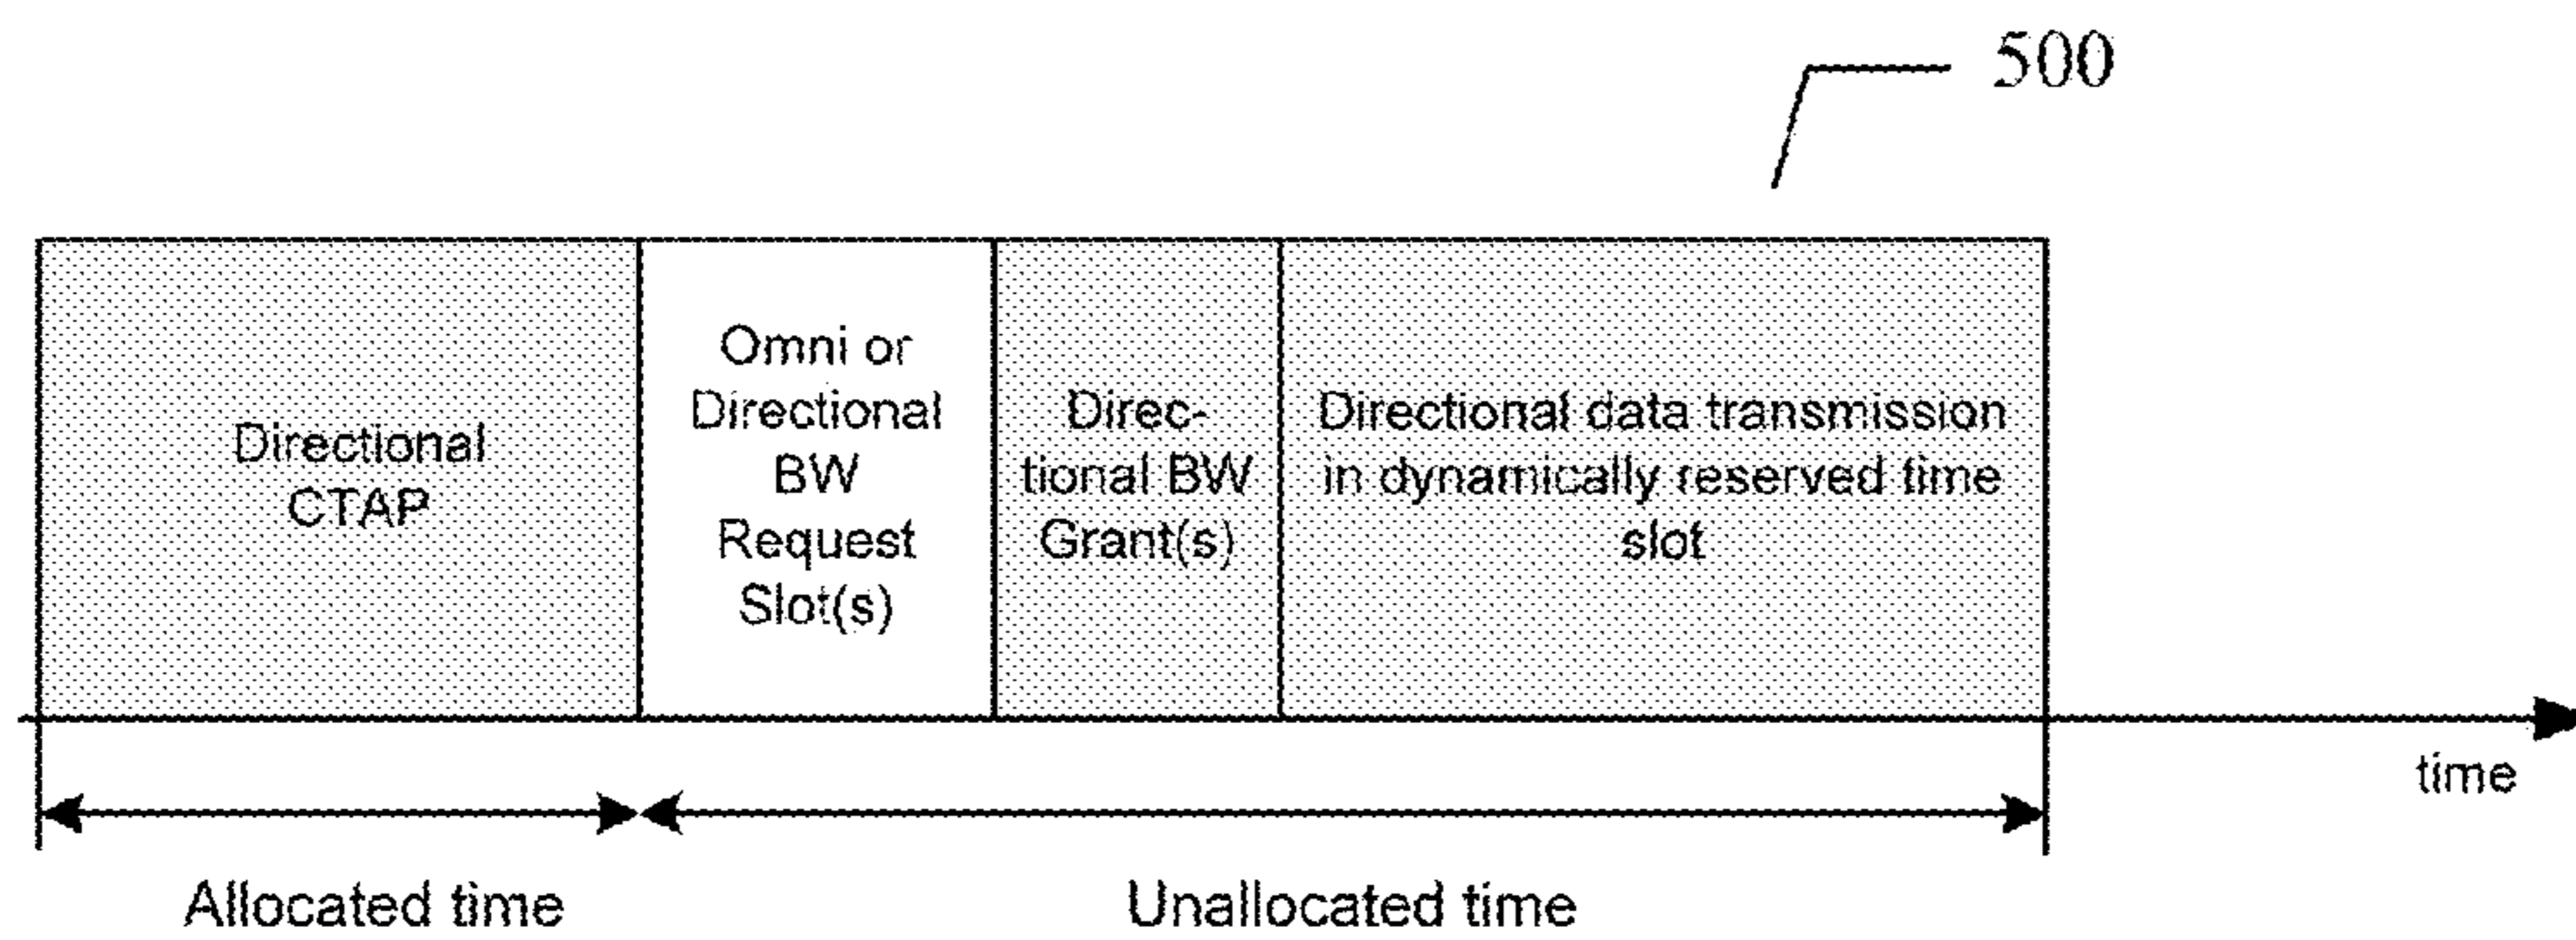 500
Directional
CTAP
Omni or
Directional
BW
Request
Slot(s)
Direc-
tional BW
Grant(s)
Directional data transmission
in dynamically reserved time
slot
time
Allocated time
Unallocated time